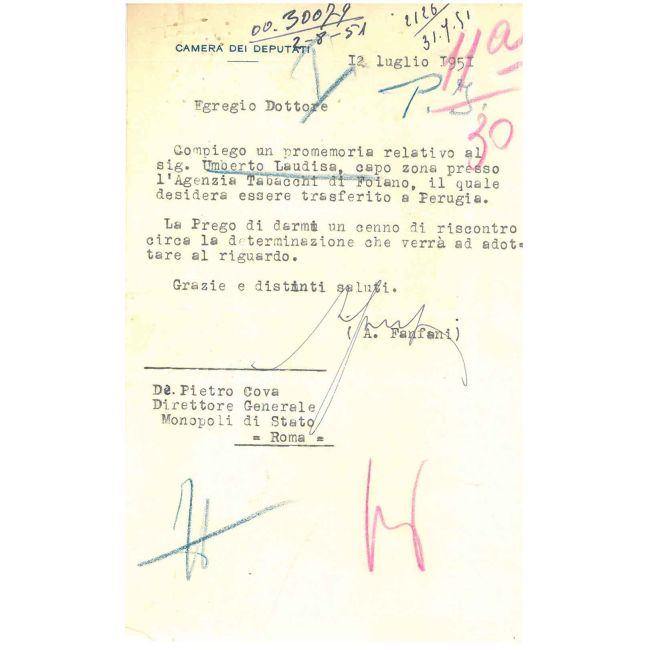 00.30079
2-8-51
2126
31.7.51
11a
30
P. I.
CAMERA DEI DEPUTATI
12 luglio 1951
Egregio Dottore
Compiego un promemoria relativo al
sig. Umberto Laudisa, capo zona presso
l'Agenzia Tabacchi di Foiano, il quale
desidera essere trasferito a Perugia.
La Prego di darmi un cenno di riscontro
circa la determinazione che verrà ad adot=
tare al riguardo.
Grazie e distinti saluti.
( A. Fanfani)
Pietro Cova
Direttore Generale
Monopoli di Stato
= Roma =